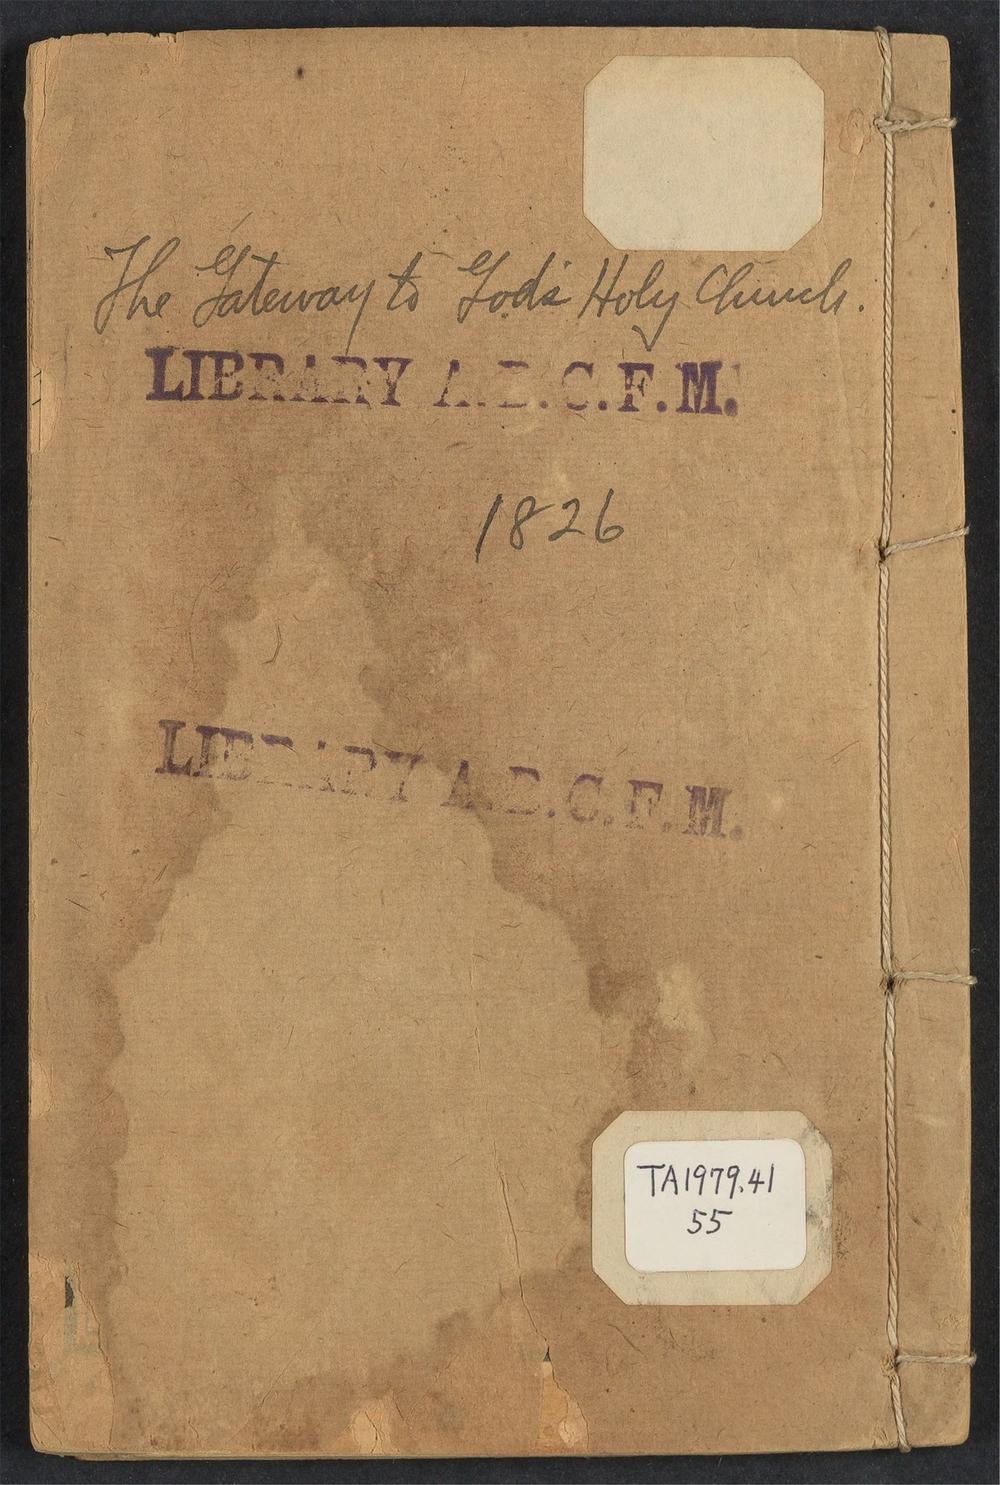 The Gateway to God's Holy Church.
LIBRARY A.B.C.F.M.
1826
LIBRARY A.B.C.F.M.
TA1979.41
55